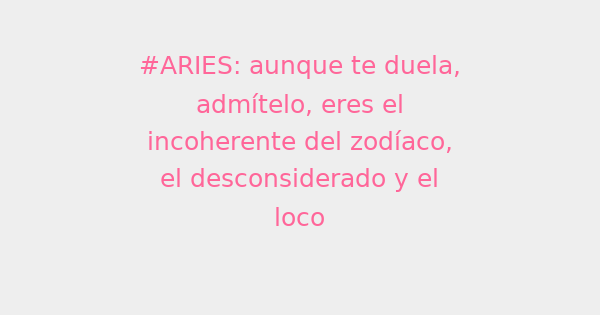 #ARIES: aunque te duela,
admítelo, eres el
incoherente del zodíaco,
el desconsiderado y el
loco